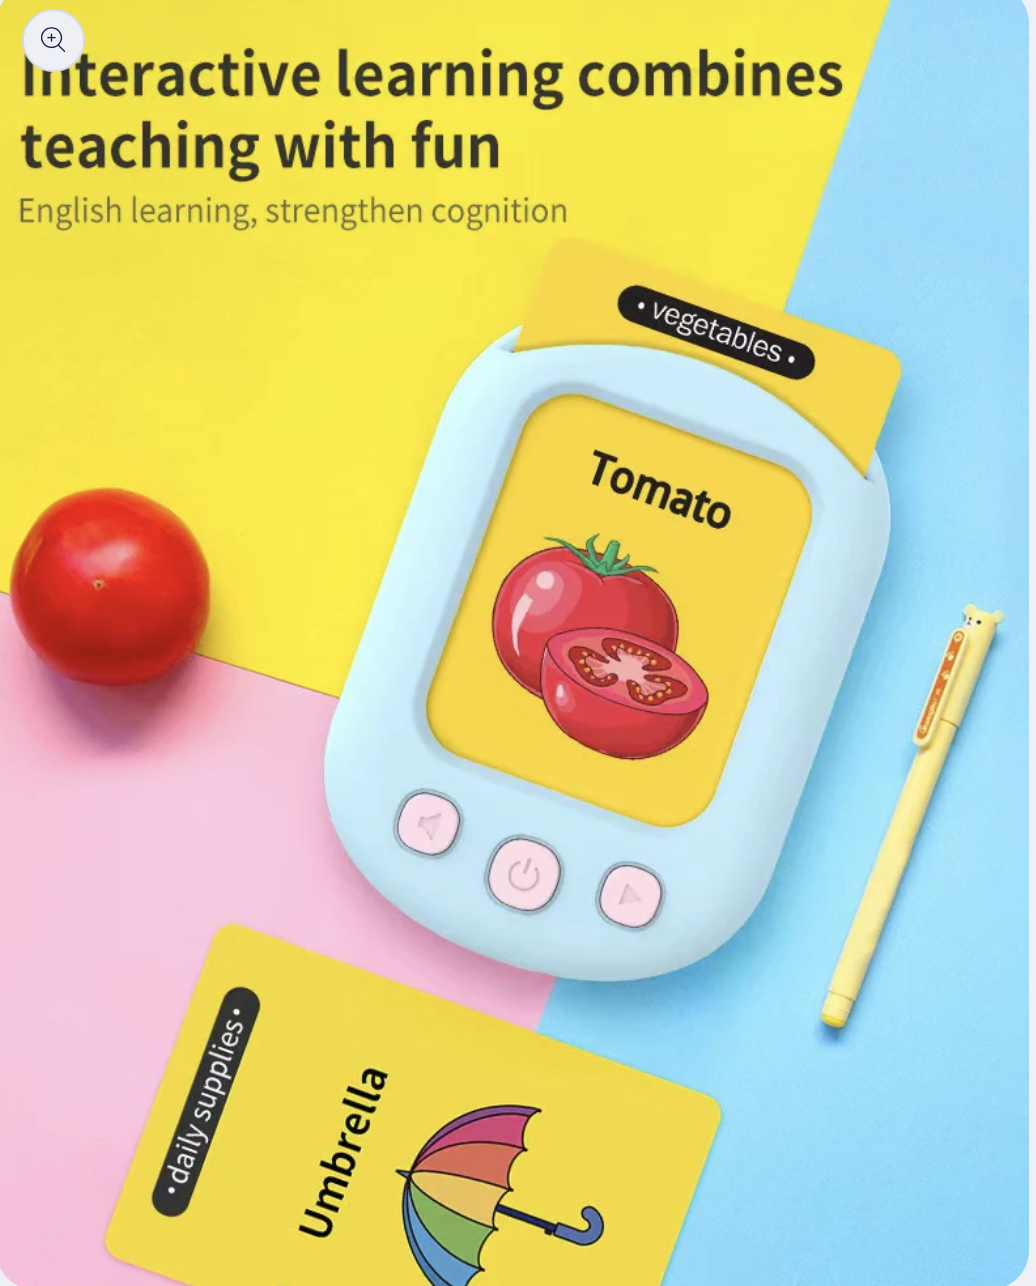 Interactive learning combines
teaching with fun
English learning, strengthen cognition
• vegetables •
Tomato
•daily supplies•
Umbrella